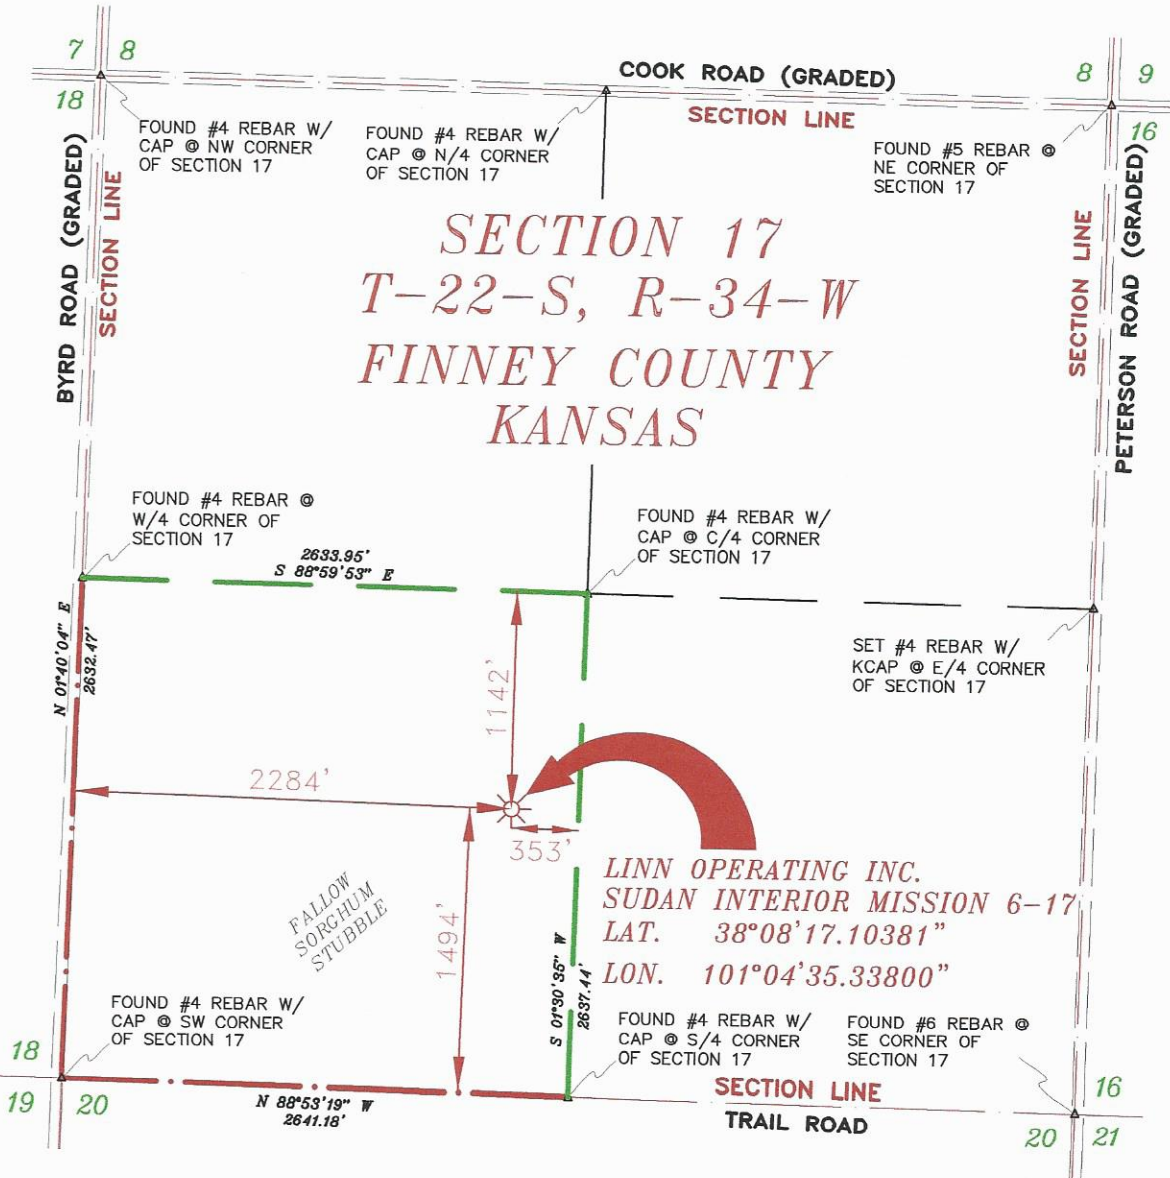 7 8
18
8 9
16
COOK ROAD (GRADED)
SECTION LINE
FOUND #4 REBAR W/
CAP @ NW CORNER
OF SECTION 17
FOUND #4 REBAR W/
CAP @ N/4 CORNER
OF SECTION 17
FOUND #5 REBAR @
NE CORNER OF
SECTION 17
BYRD ROAD (GRADED)
SECTION LINE
SECTION LINE
PETERSON ROAD (GRADED)
SECTION 17
T-22-S, R-34-W
FINNEY COUNTY
KANSAS
FOUND #4 REBAR @
W/4 CORNER OF
SECTION 17
FOUND #4 REBAR W/
CAP @ C/4 CORNER
OF SECTION 17
2633.95'
S 88°59'53" E
N 01°40'04" E
2632.47'
SET #4 REBAR W/
KCAP @ E/4 CORNER
OF SECTION 17
1142'
2284'
353'
1494'
FALLOW
SORGHUM
STUBBLE
LINN OPERATING INC.
SUDAN INTERIOR MISSION 6-17
LAT. 38°08'17.10381"
LON. 101°04'35.33800"
S 01°30'35" W
2637.44'
FOUND #4 REBAR W/
CAP @ SW CORNER
OF SECTION 17
FOUND #4 REBAR W/
CAP @ S/4 CORNER
OF SECTION 17
FOUND #6 REBAR @
SE CORNER OF
SECTION 17
18
19 20
N 88°53'19" W
2641.18'
SECTION LINE
TRAIL ROAD
16
20 21